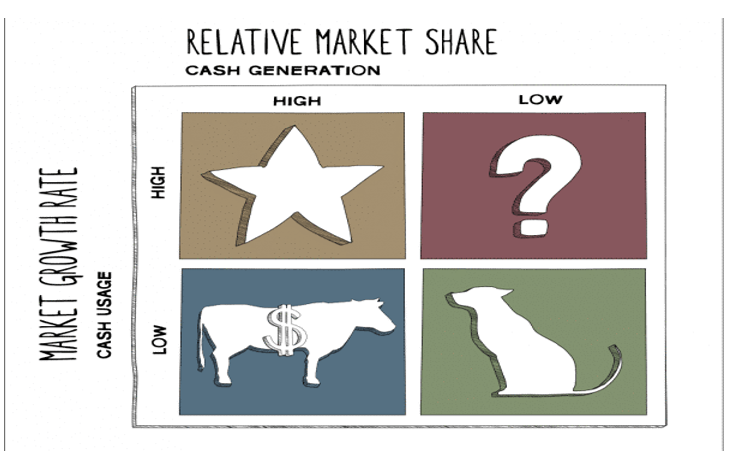 RELATIVE MARKET SHARE
CASH GENERATION
HIGH
LOW
MARKET GROWTH RATE
CASH USAGE
HIGH
LOW
?
$